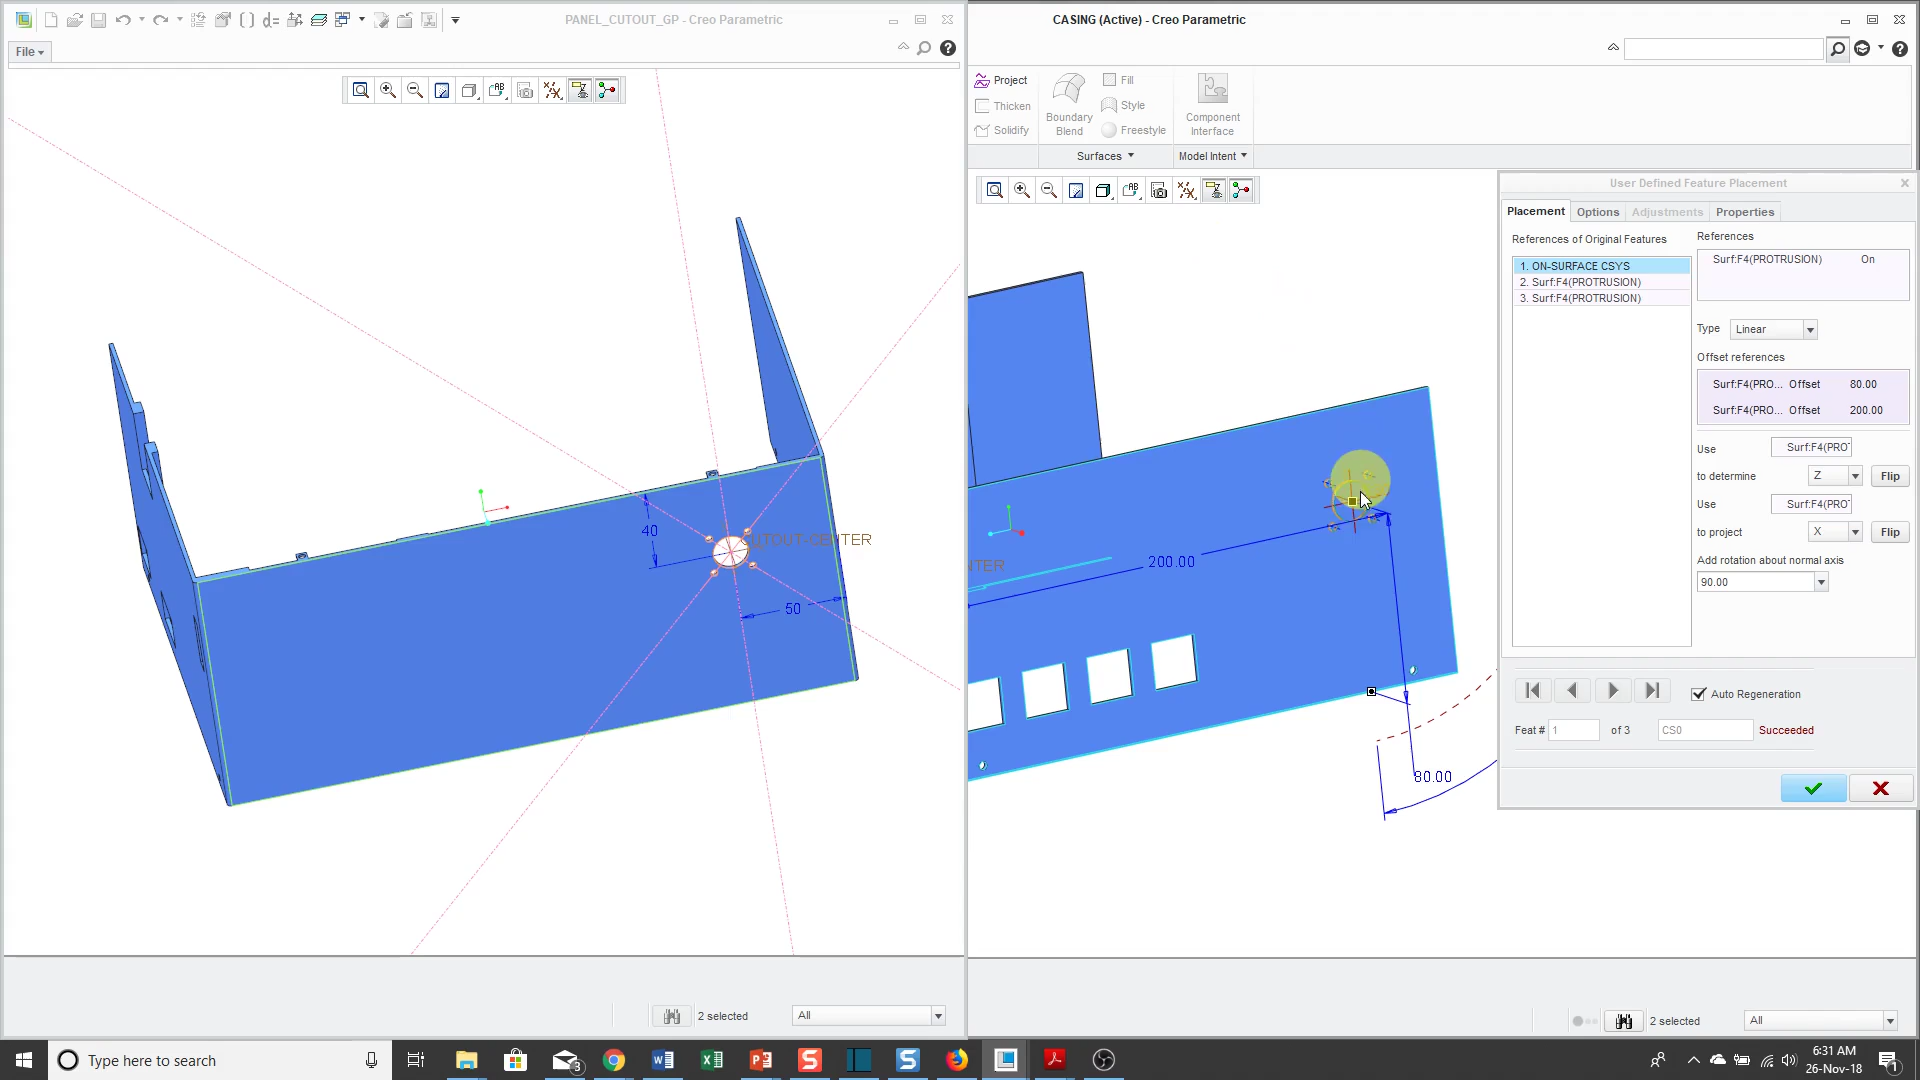 PANEL_CUTOUT_GP - Creo Parametric
File
AB
40
CUTOUT-CENTER
50
2 selected
All
CASING (Active) - Creo Parametric
Project
Thicken
Solidify
Boundary
Blend
Fill
Style
Freestyle
Component
Interface
Surfaces
Model Intent
AB
NTER
200.00
80.00
User Defined Feature Placement
Placement
Options
Adjustments
Properties
References of Original Features
1. ON-SURFACE CSYS
2. Surf:F4(PROTRUSION)
3. Surf:F4(PROTRUSION)
References
Surf:F4(PROTRUSION) On
Type Linear
Offset references
Surf:F4(PRO... Offset 80.00
Surf:F4(PRO... Offset 200.00
Use Surf:F4(PRO
to determine Z Flip
Use Surf:F4(PRO
to project X Flip
Add rotation about normal axis
90.00
Auto Regeneration
Feat # 1 of 3 CS0 Succeeded
2 selected
All
Type here to search
3
6:31 AM
26-Nov-18
1